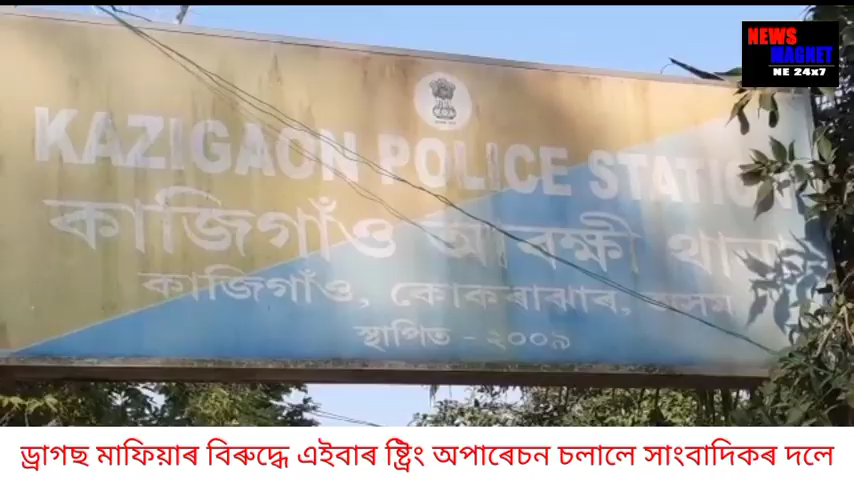 NEWS
MAGNET
NE 24x7
KAZIGAON POLICE STATION
কাজিগাঁও আৰক্ষী থানা
কাজিগাঁও, কোকৰাঝাৰ, অসম
স্থাপিত - ২০০৯
ড্ৰাগছ মাফিয়াৰ বিৰুদ্ধে এইবাৰ ষ্ট্ৰিং অপাৰেচন চলালে সাংবাদিকৰ দলে